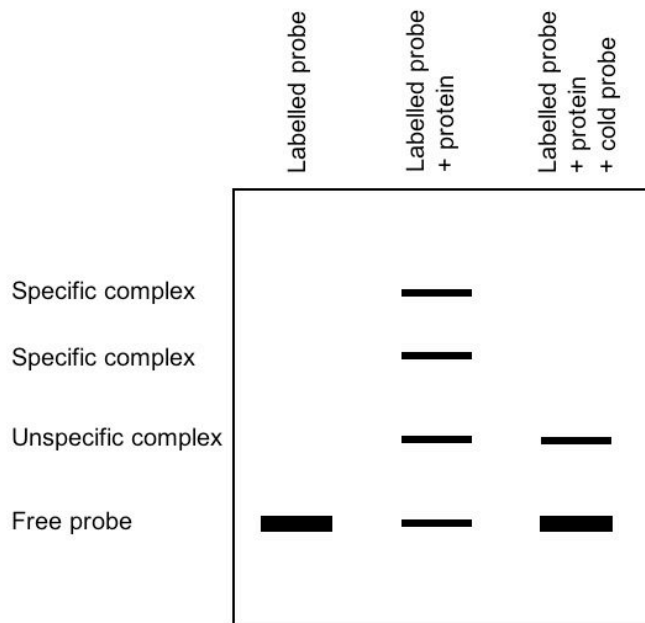 Labelled probe
Labelled probe
+ protein
Labelled probe
+ protein
+ cold probe
Specific complex
Specific complex
Unspecific complex
Free probe